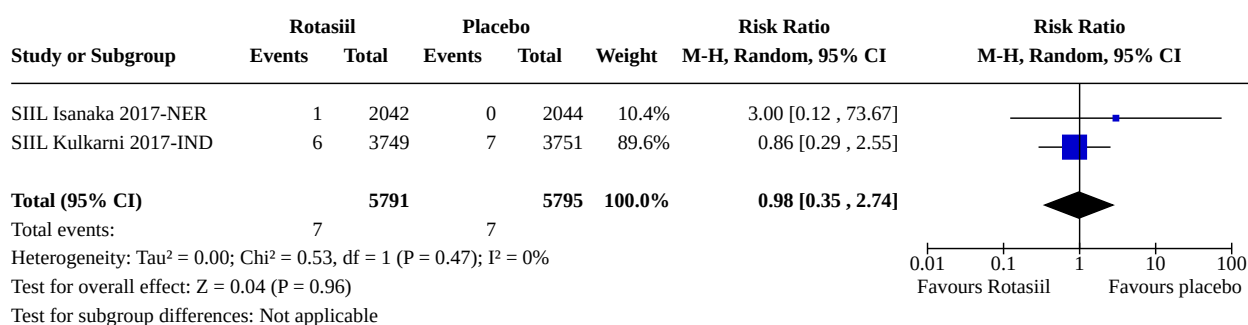 Rotasiil Placebo Risk Ratio Risk Ratio
Study or Subgroup Events Total Events Total Weight M-H, Random, 95% CI M-H, Random, 95% CI
SIIL Isanaka 2017-NER 1 2042 0 2044 10.4% 3.00 [0.12 , 73.67]
SIIL Kulkarni 2017-IND 6 3749 7 3751 89.6% 0.86 [0.29 , 2.55]
Total (95% CI) 5791 5795 100.0% 0.98 [0.35 , 2.74]
Total events: 7 7
Heterogeneity: Tau² = 0.00; Chi² = 0.53, df = 1 (P = 0.47); I² = 0%
0.01 0.1 1 10 100
Test for overall effect: Z = 0.04 (P = 0.96) Favours Rotasiil Favours placebo
Test for subgroup differences: Not applicable